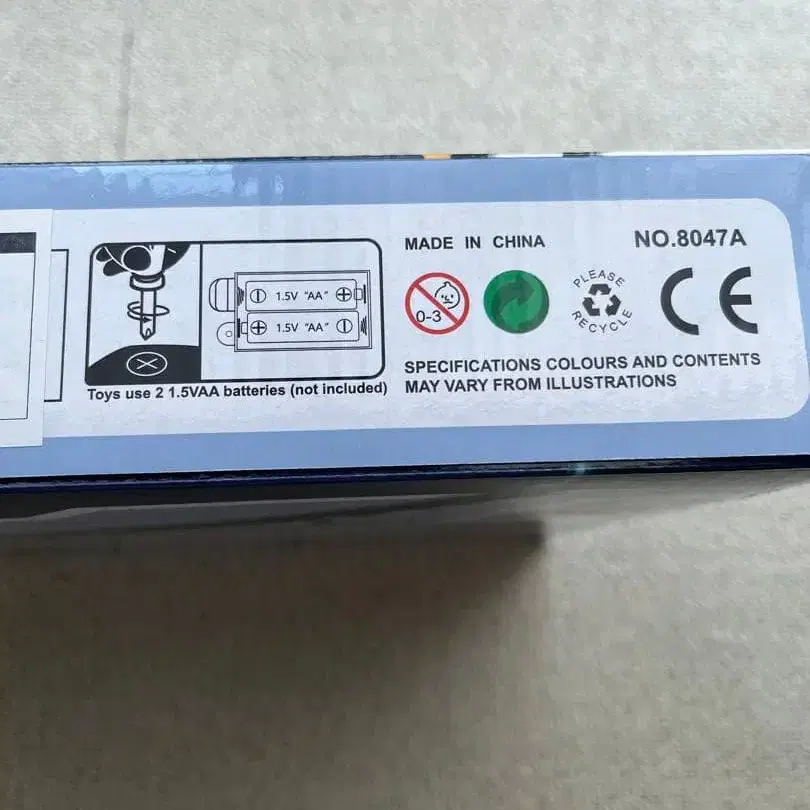 MADE IN CHINA
NO.8047A
1.5V "AA"
1.5V "AA"
0-3
PLEASE
RECYCLE
CE
Toys use 2 1.5VAA batteries (not included)
SPECIFICATIONS COLOURS AND CONTENTS
MAY VARY FROM ILLUSTRATIONS